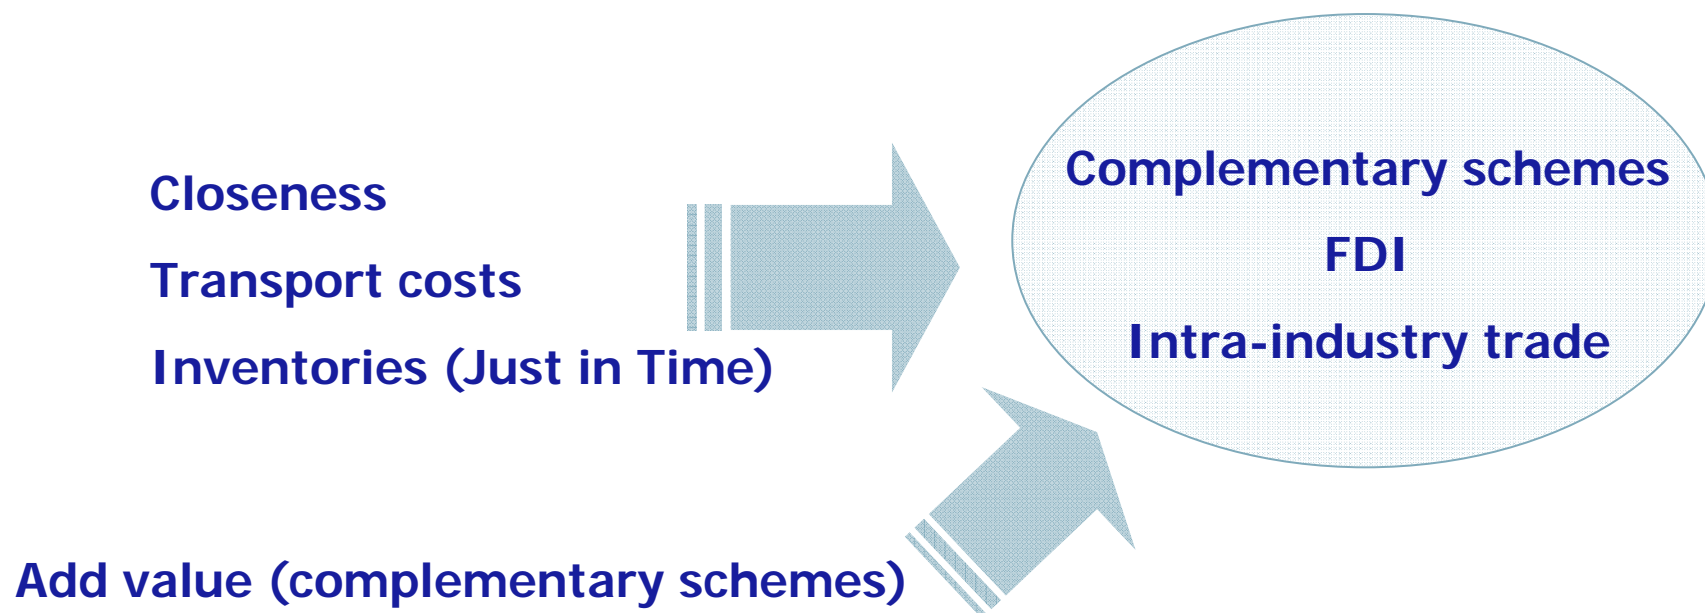 Closeness
Transport costs
Inventories (Just in Time)
Add value (complementary schemes)
Complementary schemes
FDI
Intra-industry trade